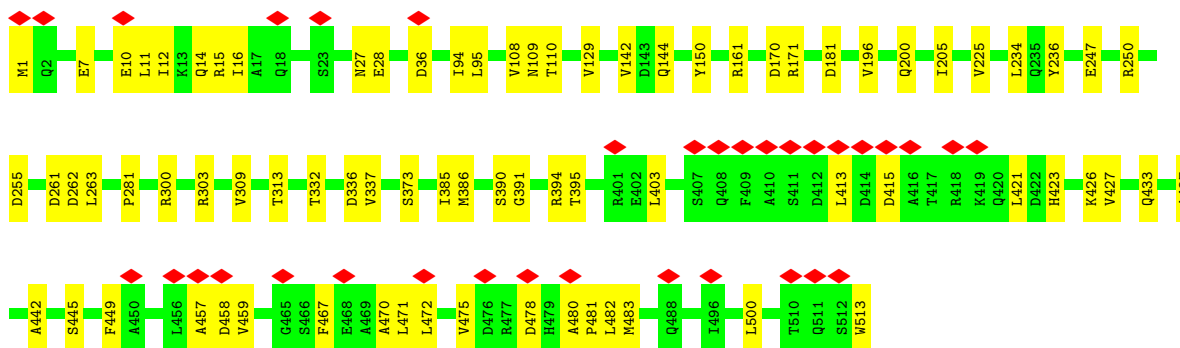 M1 Q2 E7 E10 L11 I12 K13 Q14 R15 I16 A17 Q18 S23 N27 E28 D36 I94 L95 V108 N109 T110 V129 V142 D143 Q144 Y150 R161 D170 R171 D181 V196 Q200 I205 V225 L234 Q235 Y236 E247 R250
D255 D261 D262 L263 P281 R300 R303 V309 T313 T332 D336 V337 S373 I385 M386 S390 G391 R394 T395 R401 E402 L403 S407 Q408 F409 A410 S411 D412 L413 D414 D415 A416 T417 R418 K419 Q420 L421 D422 H423 K426 V427 Q433
A442 S445 F449 A450 L456 A457 D458 V459 G465 S466 F467 E468 A469 A470 L471 L472 V475 D476 R477 D478 H479 A480 P481 L482 M483 Q488 I496 L500 T510 Q511 S512 W513